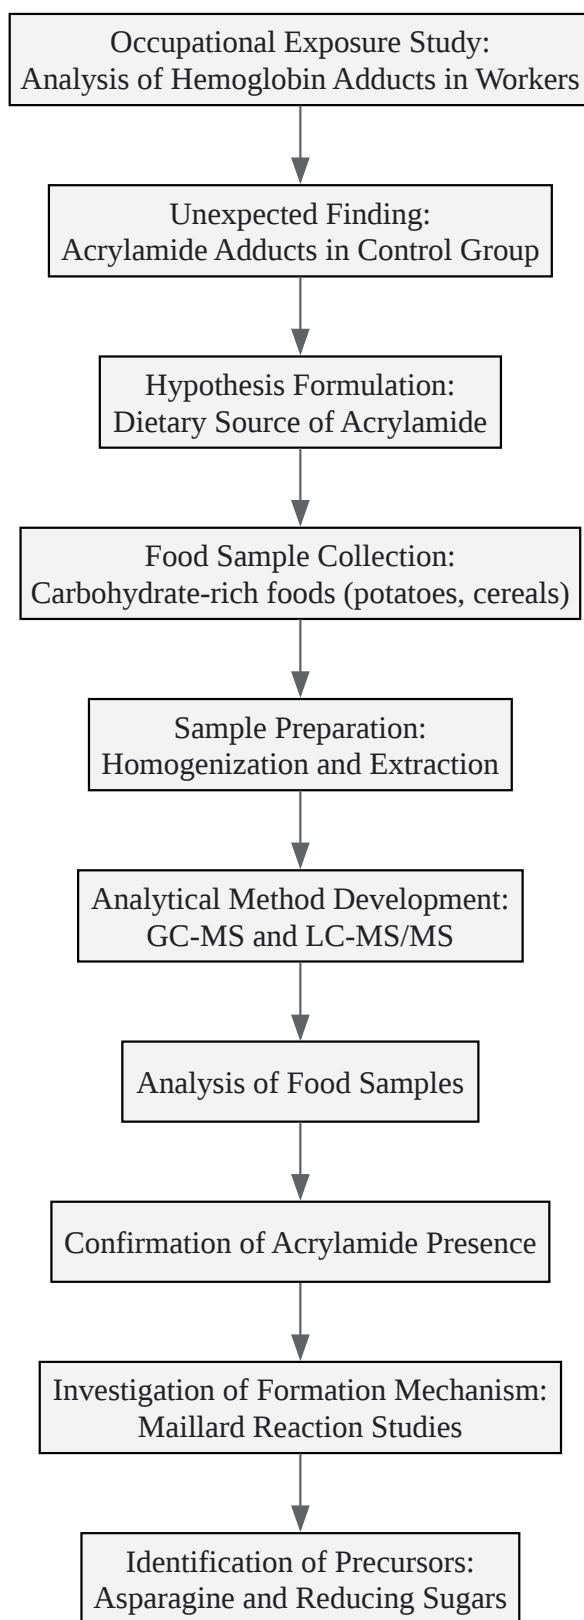 Occupational Exposure Study:
Analysis of Hemoglobin Adducts in Workers
Unexpected Finding:
Acrylamide Adducts in Control Group
Hypothesis Formulation:
Dietary Source of Acrylamide
Food Sample Collection:
Carbohydrate-rich foods (potatoes, cereals)
Sample Preparation:
Homogenization and Extraction
Analytical Method Development:
GC-MS and LC-MS/MS
Analysis of Food Samples
Confirmation of Acrylamide Presence
Investigation of Formation Mechanism:
Maillard Reaction Studies
Identification of Precursors:
Asparagine and Reducing Sugars